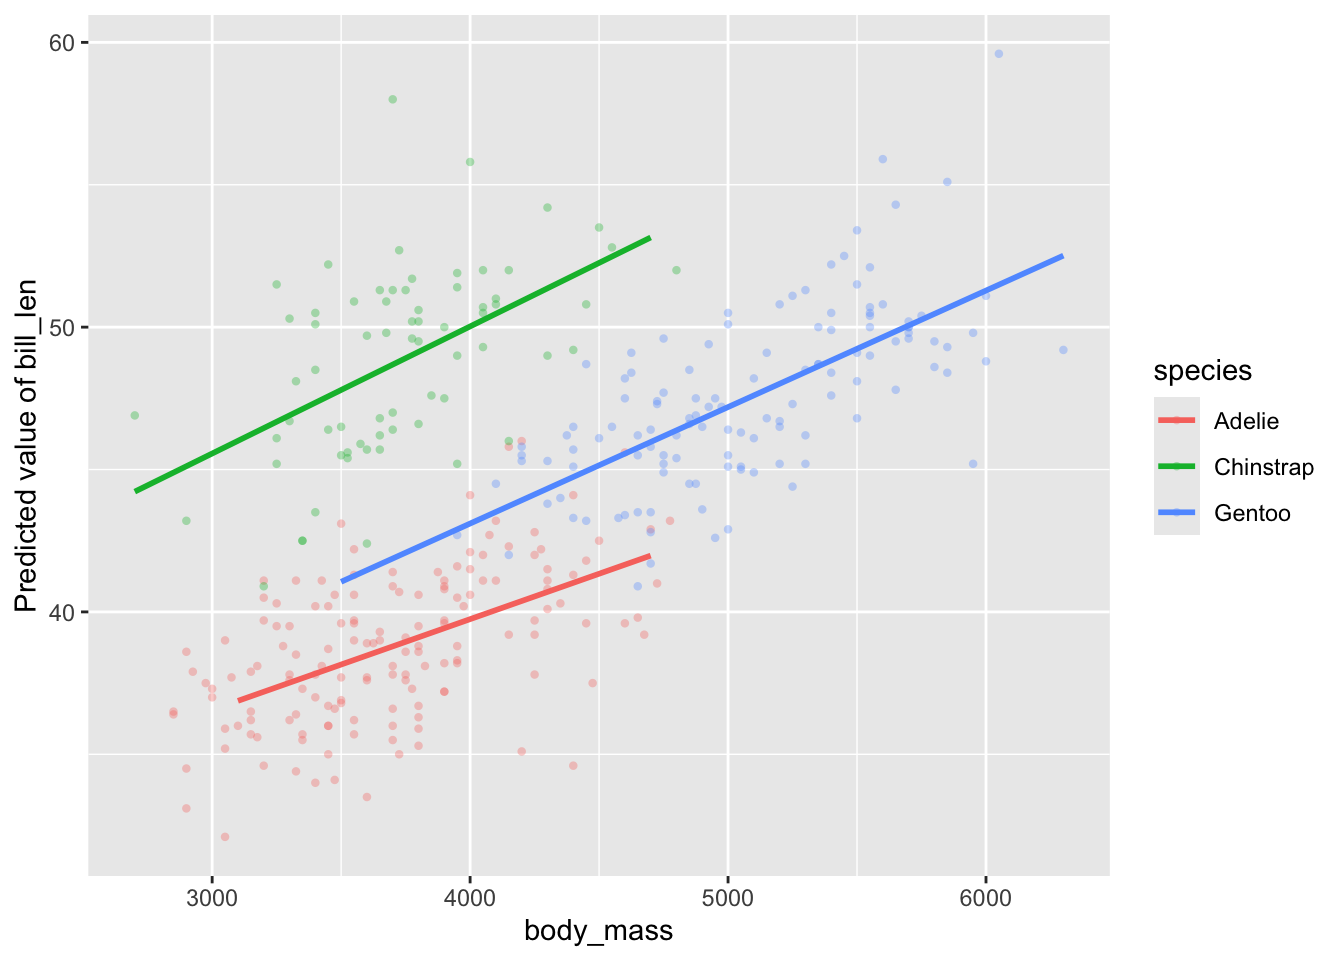 60
50
40
Predicted value of bill_len
3000
4000
5000
6000
body_mass
species
Adelie
Chinstrap
Gentoo